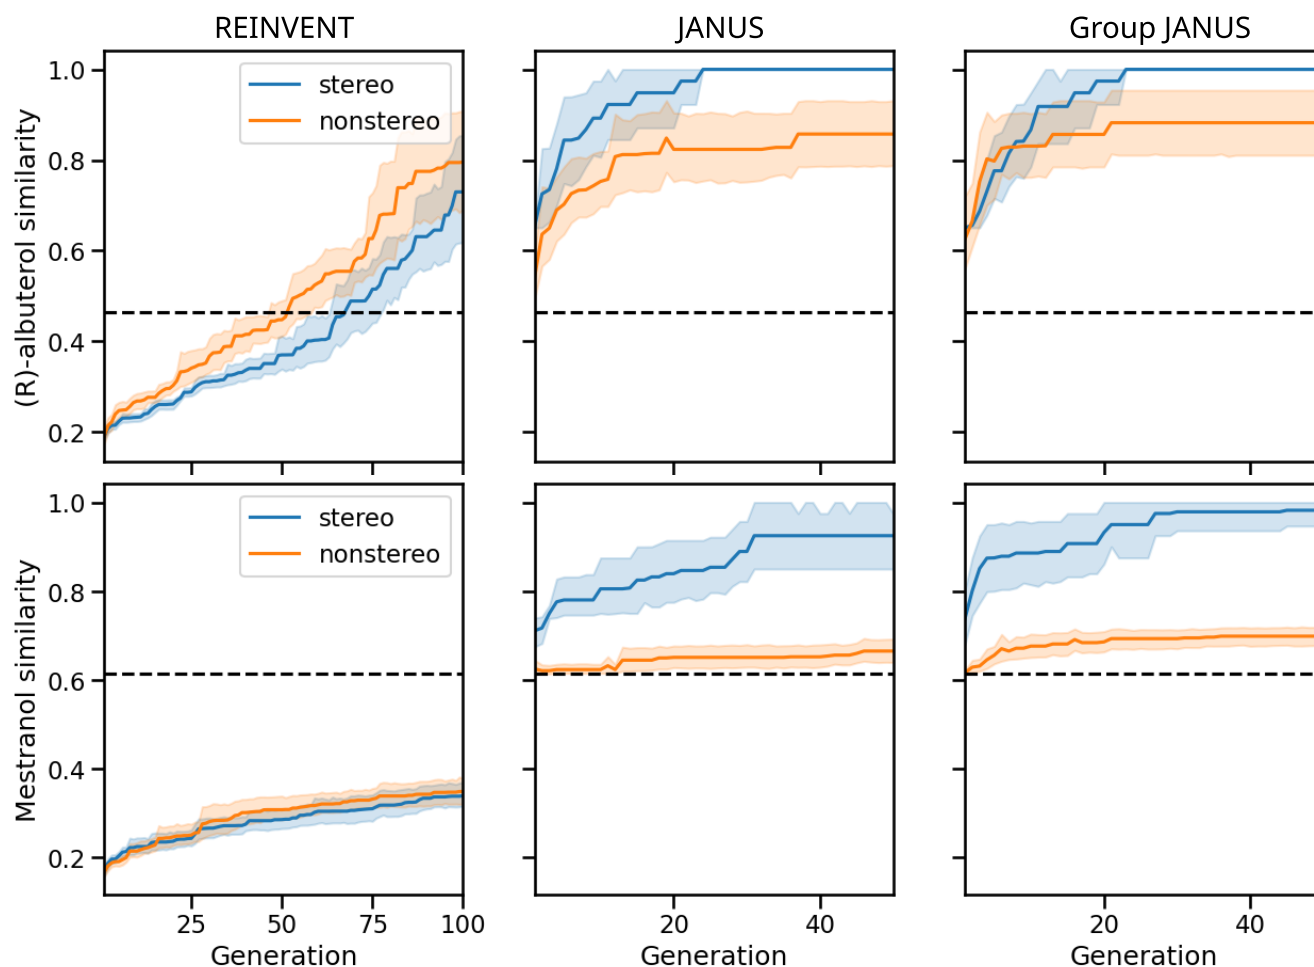 REINVENT
JANUS
Group JANUS
(R)-albuterol similarity
1.0
0.8
0.6
0.4
0.2
stereo
nonstereo
Mestranol similarity
1.0
0.8
0.6
0.4
0.2
stereo
nonstereo
25 50 75 100
20 40
20 40
Generation
Generation
Generation